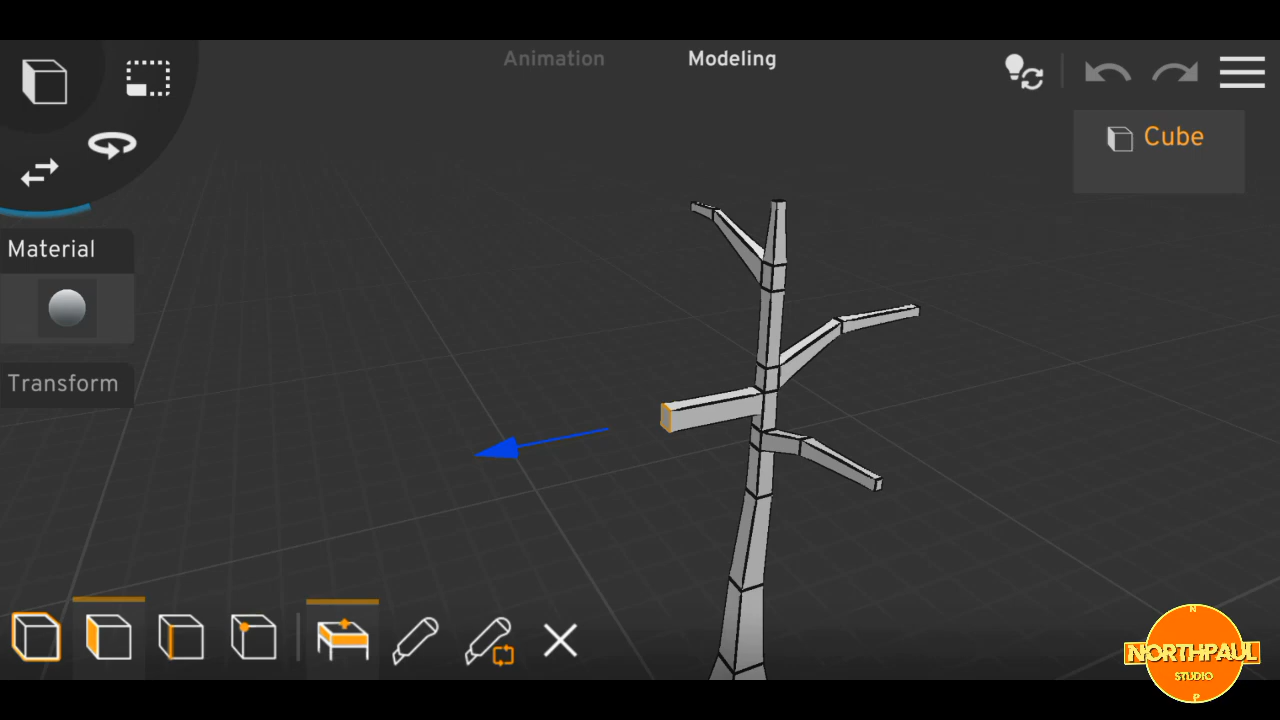 Animation
Modeling
Cube
Material
Transform
N
NORTHPAUL
STUDIO
P